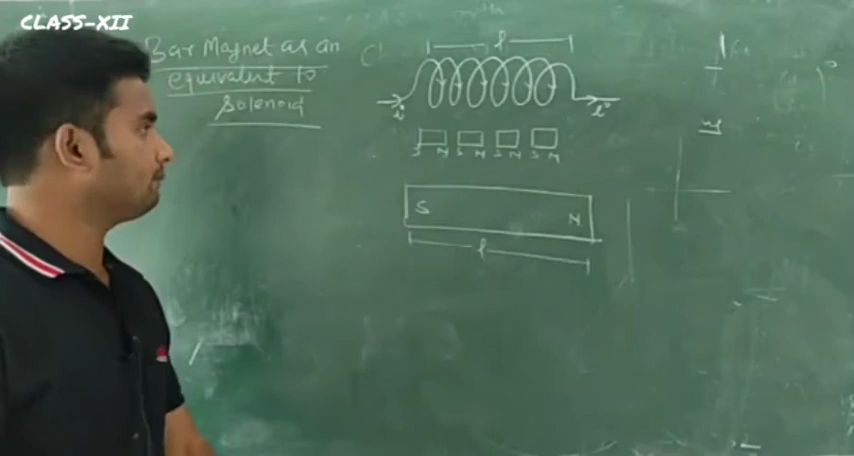 CLASS-XII
Bar Magnet as an
equivalent to
Solenoid
l
i i
S N S N S N S N
S N
l